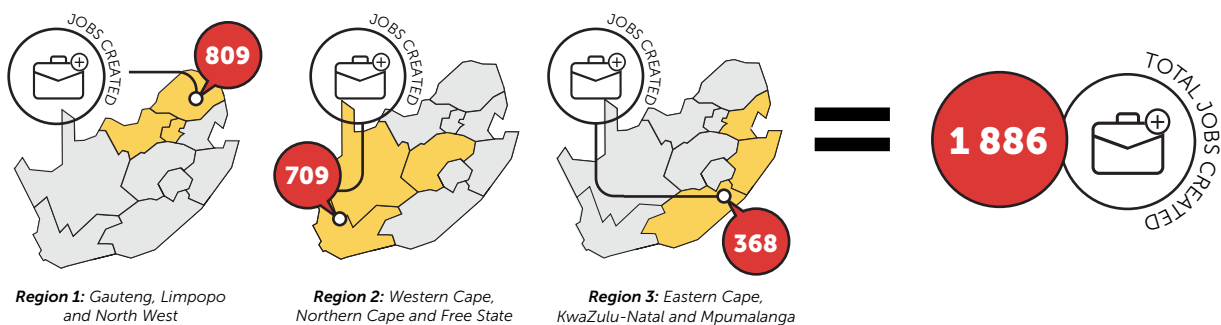 JOBS CREATED
809
Region 1: Gauteng, Limpopo
and North West
JOBS CREATED
709
Region 2: Western Cape,
Northern Cape and Free State
JOBS CREATED
368
Region 3: Eastern Cape,
KwaZulu-Natal and Mpumalanga
=
1 886
TOTAL JOBS CREATED